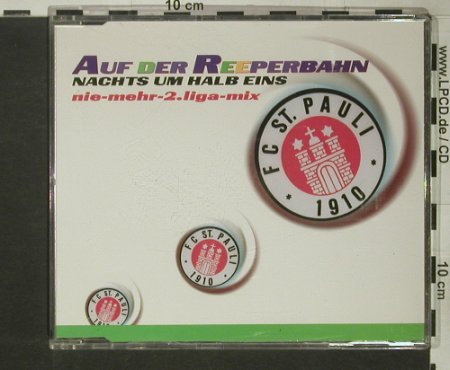 10 cm
AUF DER REEPERBAHN
NACHTS UM HALB EINS
nie-mehr-2.liga-mix
FC ST. PAULI
1910
FC ST. PAULI
1910
FC ST. PAULI
1910
www.LPCD.de / CD
10 cm